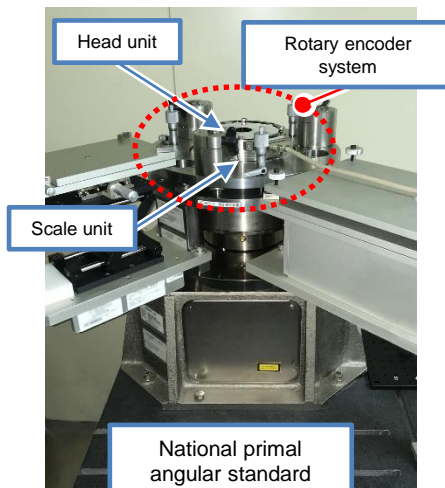 Head unit
Rotary encoder
system
Scale unit
National primal
angular standard